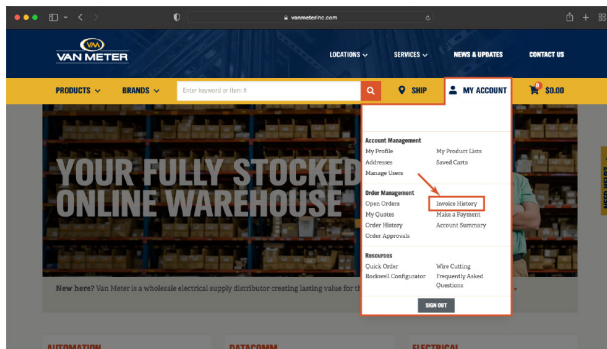 vanmeterinc.com
VM
VAN METER
LOCATIONS
SERVICES
NEWS & UPDATES
CONTACT US
PRODUCTS
BRANDS
Enter keyword or Item #
SHIP
MY ACCOUNT
0
$0.00
Account Management
My Profile
My Product Lists
Addresses
Saved Carts
Manage Users
Order Management
Open Orders
Invoice History
My Quotes
Make a Payment
Order History
Account Summary
Order Approvals
Resources
Quick Order
Wire Cutting
Rockwell Configurator
Frequently Asked
Questions
SIGN OUT
YOUR FULLY STOCKED
ONLINE WAREHOUSE
NEED HELP?
New here? Van Meter is a wholesale electrical supply distributor creating lasting value for th
AUTOMATION
DATACOMM
ELECTRICAL